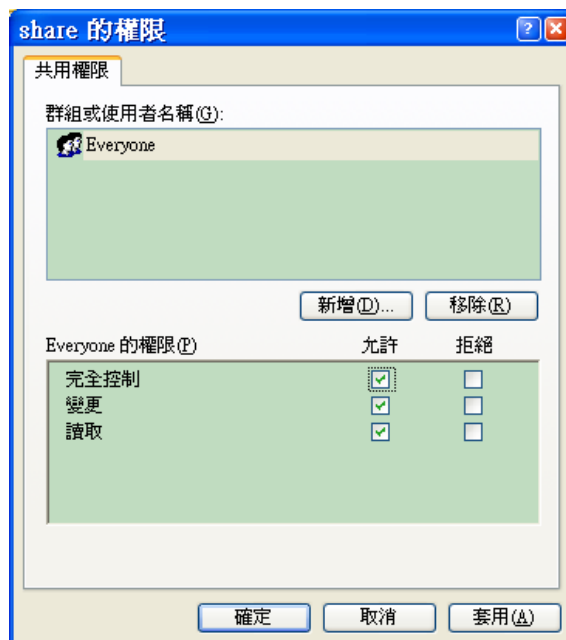 share 的權限
共用權限
群組或使用者名稱(G):
Everyone
新增(D)... 移除(R)
Everyone 的權限(P) 允許 拒絕
完全控制
變更
讀取
確定 取消 套用(A)